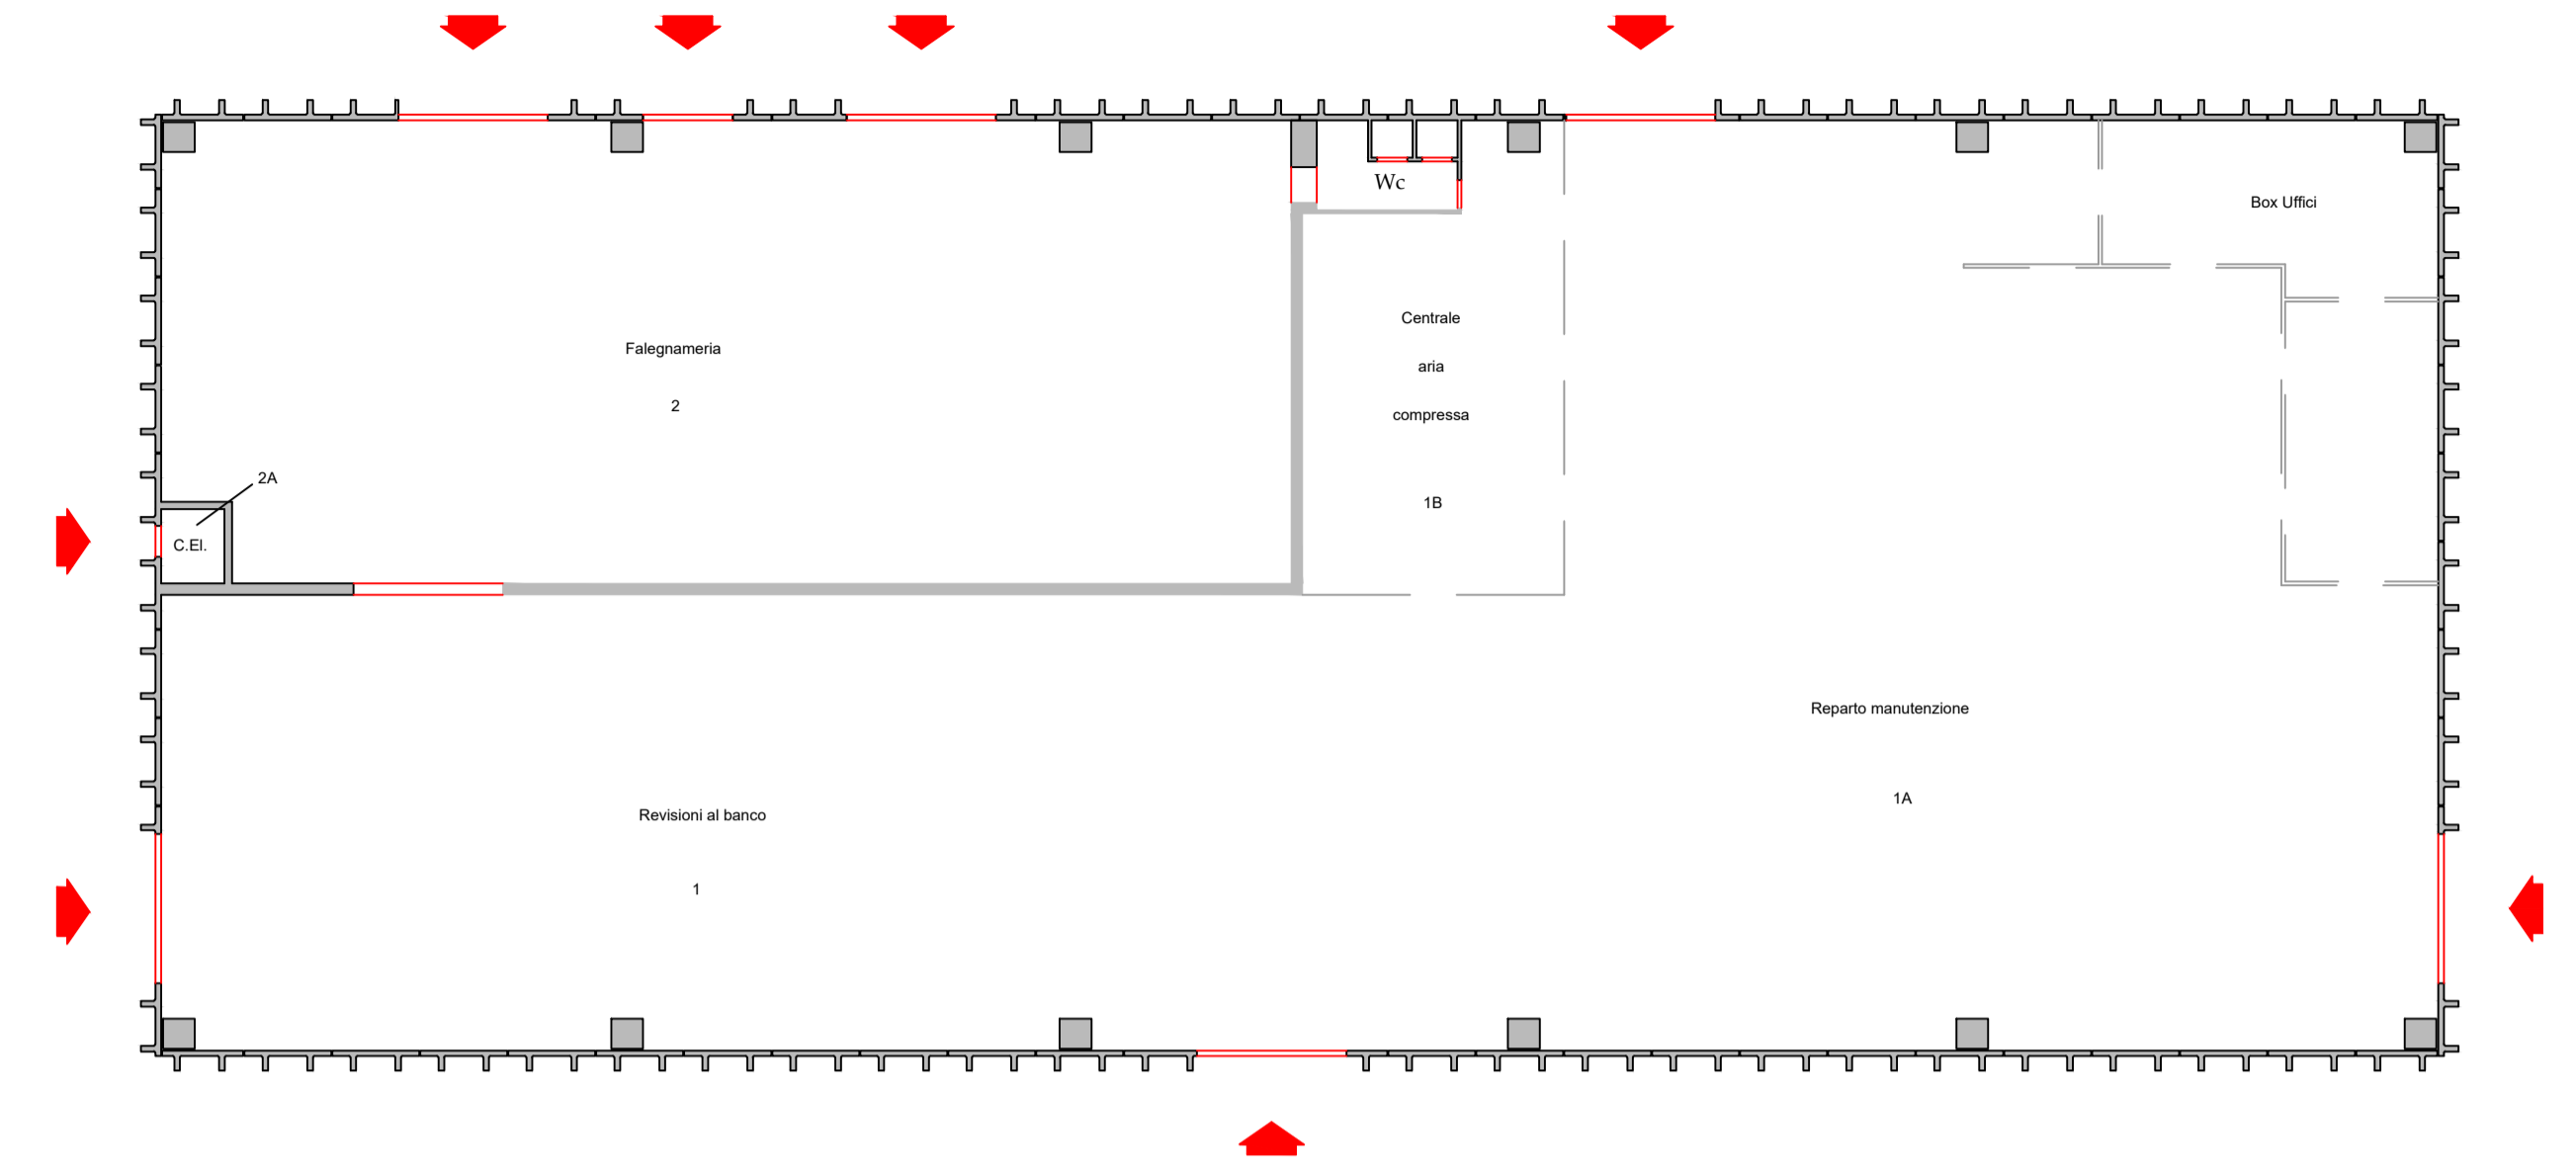 Wc
Box Uffici
Centrale
aria
compressa
1B
Falegnameria
2
2A
C.El.
Reparto manutenzione
1A
Revisioni al banco
1